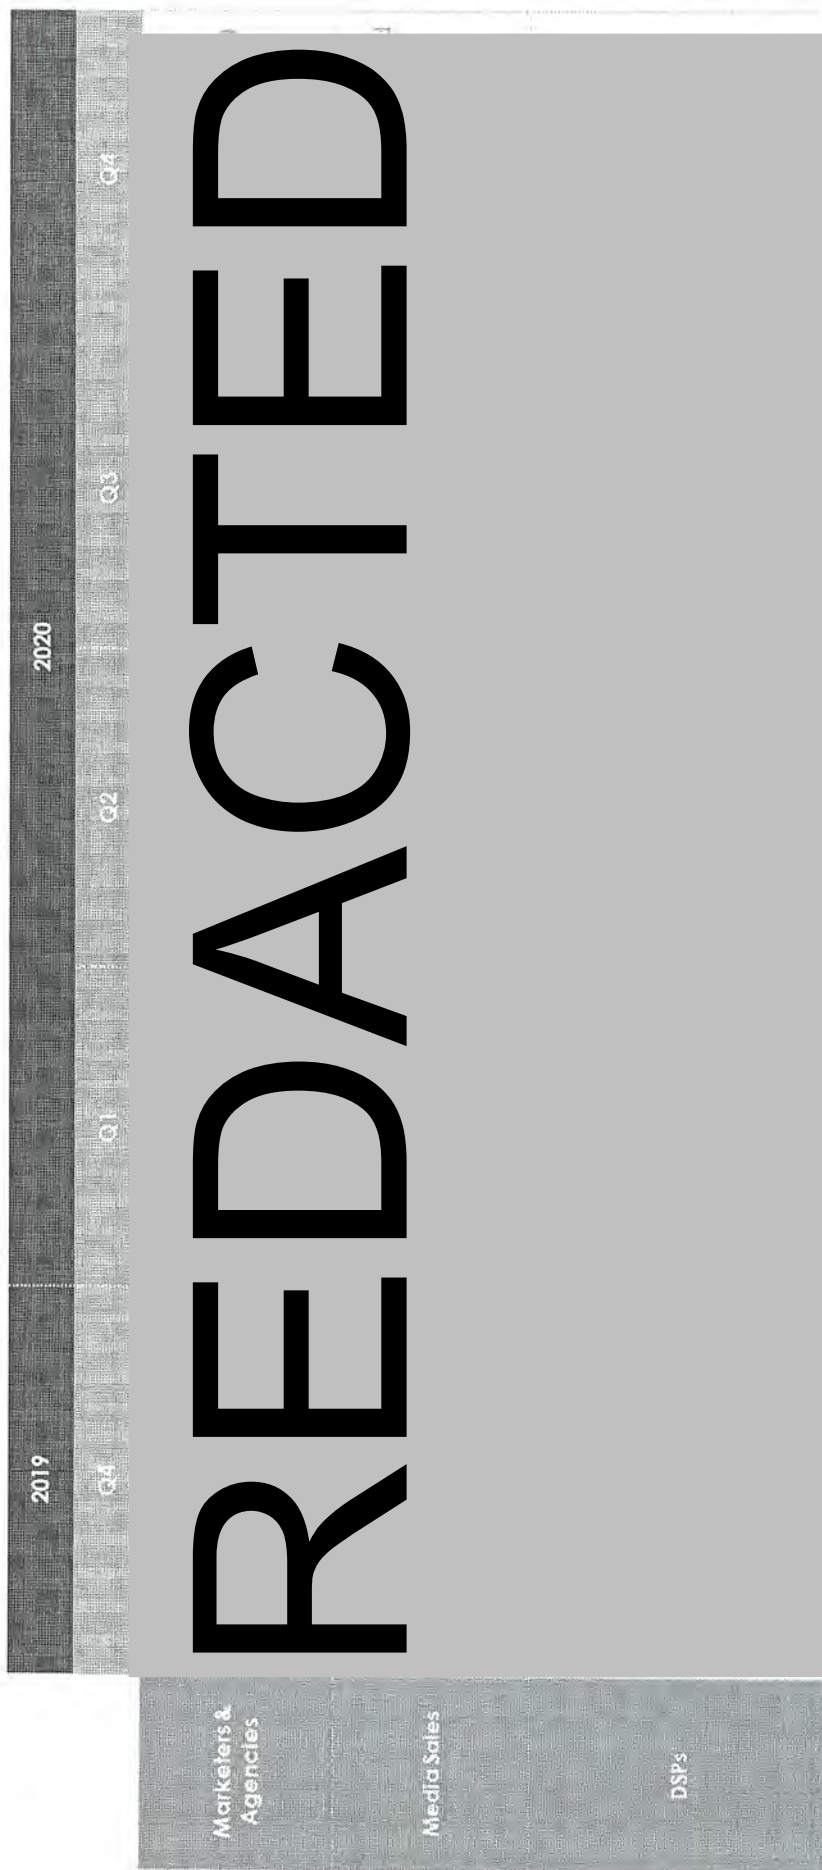 2019
2020
Q4
Q1
Q2
Q3
Q4
REDACTED
Marketers &
Agencies
Media Sales
DSPs